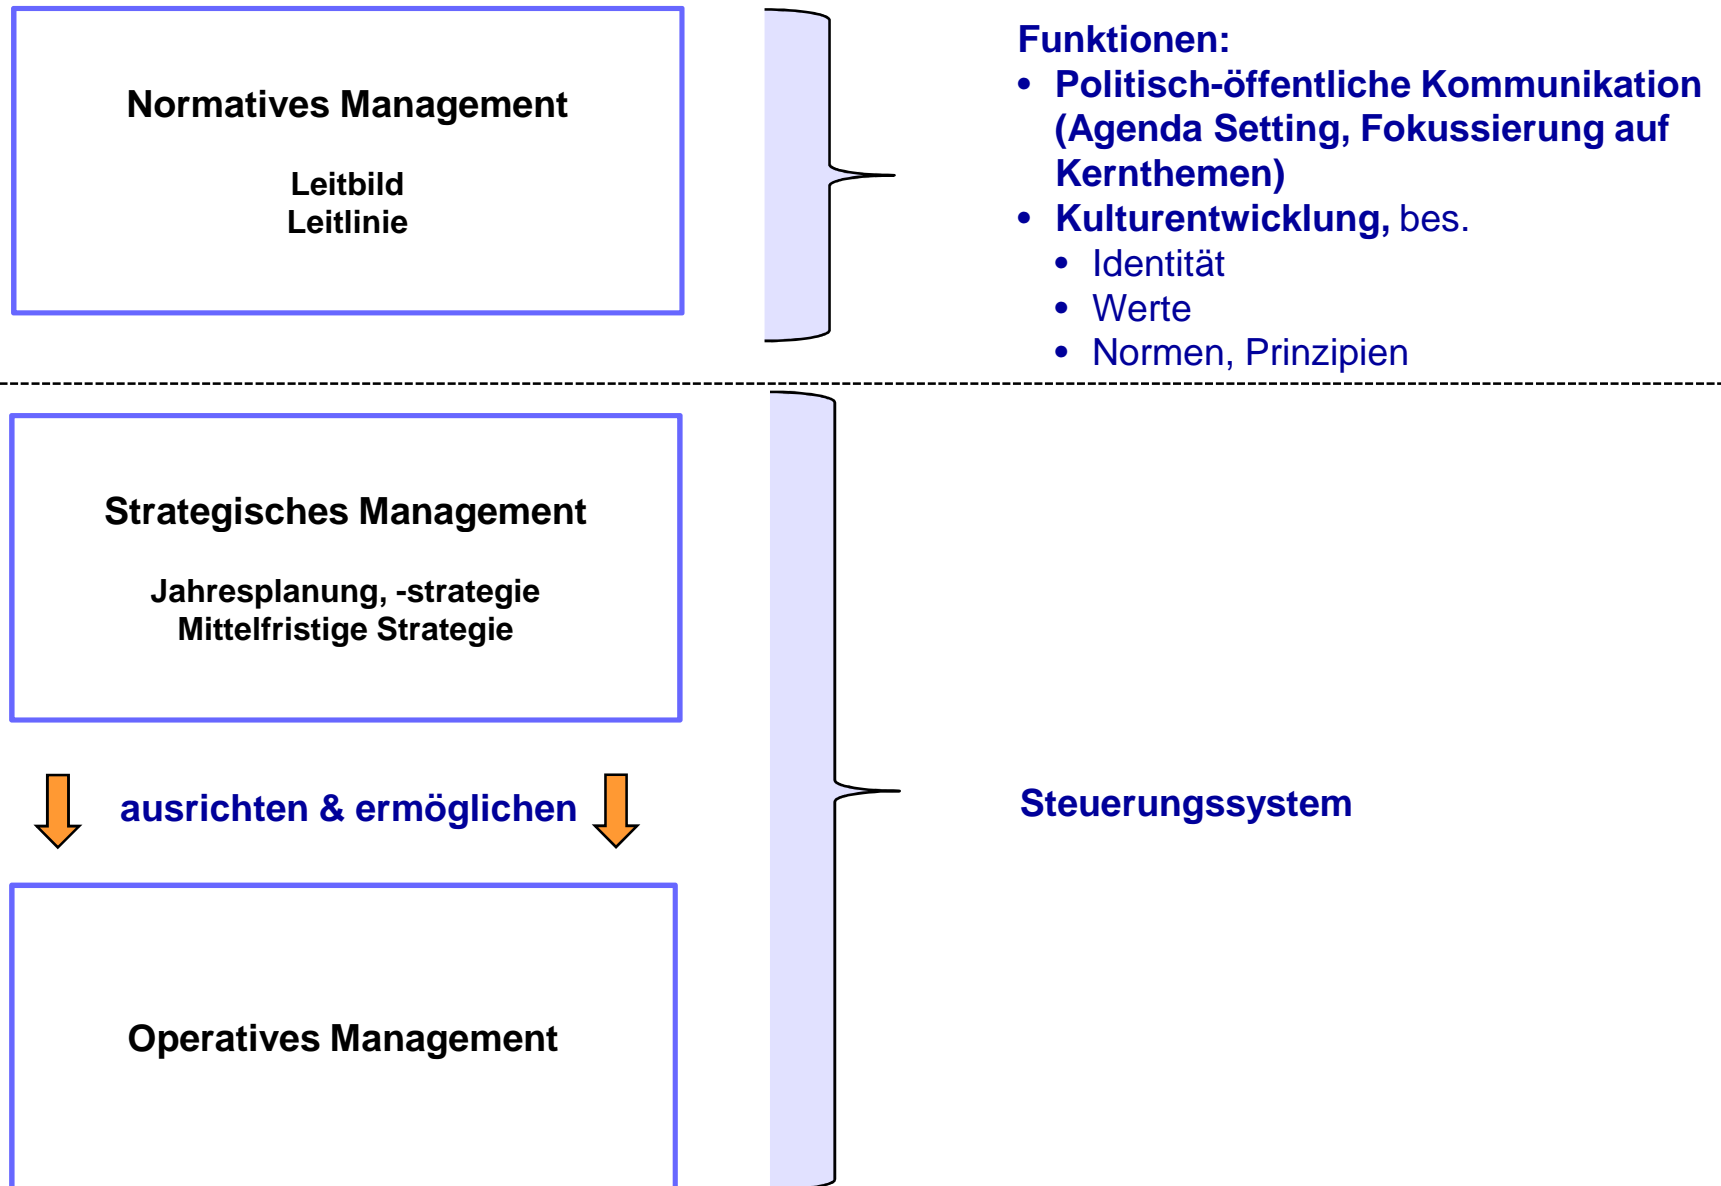 Normatives Management
Leitbild
Leitlinie
Funktionen:
• Politisch-öffentliche Kommunikation
(Agenda Setting, Fokussierung auf
Kernthemen)
• Kulturentwicklung, bes.
• Identität
• Werte
• Normen, Prinzipien
Strategisches Management
Jahresplanung, -strategie
Mittelfristige Strategie
ausrichten & ermöglichen
Steuerungssystem
Operatives Management